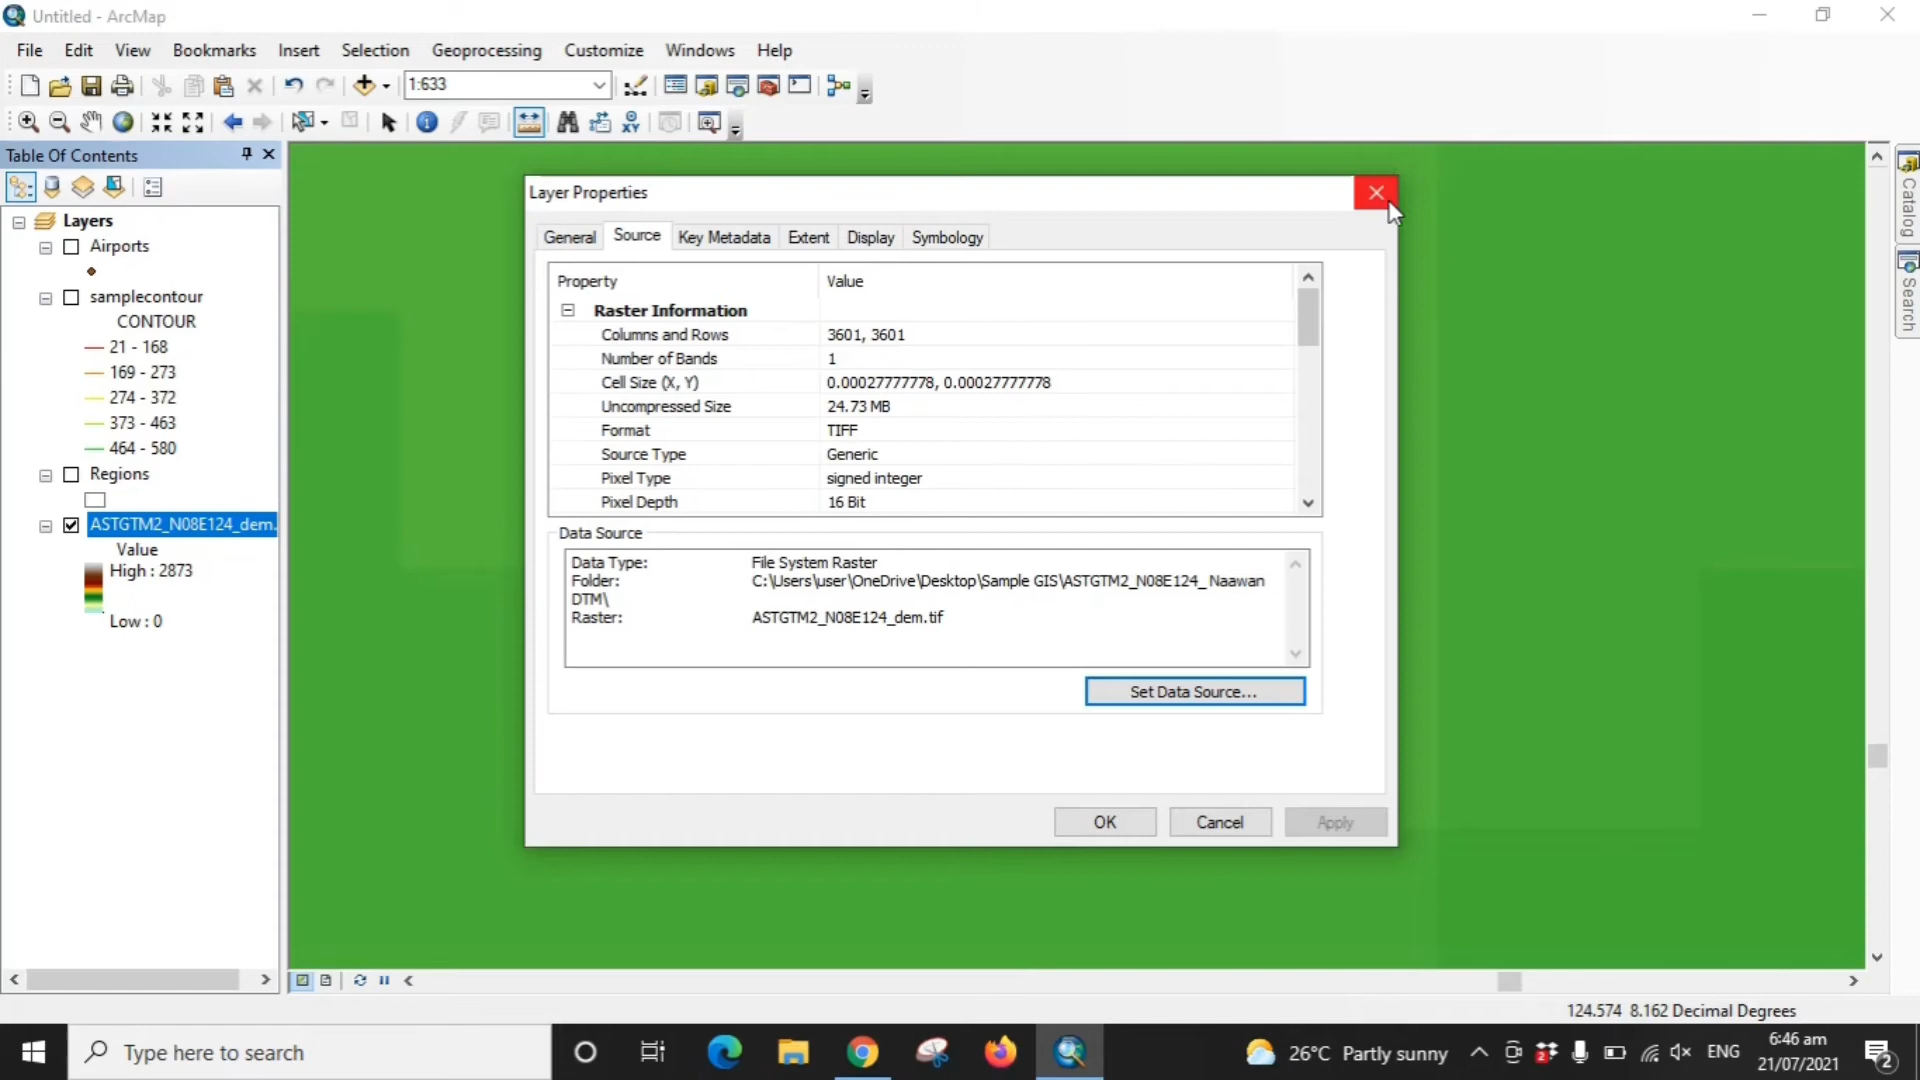 Untitled - ArcMap
File Edit View Bookmarks Insert Selection Geoprocessing Customize Windows Help
1:633
Table Of Contents
Layers
Airports
samplecontour
CONTOUR
21 - 168
169 - 273
274 - 372
373 - 463
464 - 580
Regions
ASTGTM2_N08E124_dem.
Value
High : 2873
Low : 0
Layer Properties
General Source Key Metadata Extent Display Symbology
Property Value
Raster Information
Columns and Rows 3601, 3601
Number of Bands 1
Cell Size (X, Y) 0.00027777778, 0.00027777778
Uncompressed Size 24.73 MB
Format TIFF
Source Type Generic
Pixel Type signed integer
Pixel Depth 16 Bit
Data Source
Data Type: File System Raster
Folder: C:\Users\user\OneDrive\Desktop\Sample GIS\ASTGTM2_N08E124_ Naawan
DTM\
Raster: ASTGTM2_N08E124_dem.tif
Set Data Source...
OK Cancel Apply
Catalog
Search
124.574 8.162 Decimal Degrees
Type here to search
26°C Partly sunny
ENG
6:46 am
21/07/2021
2